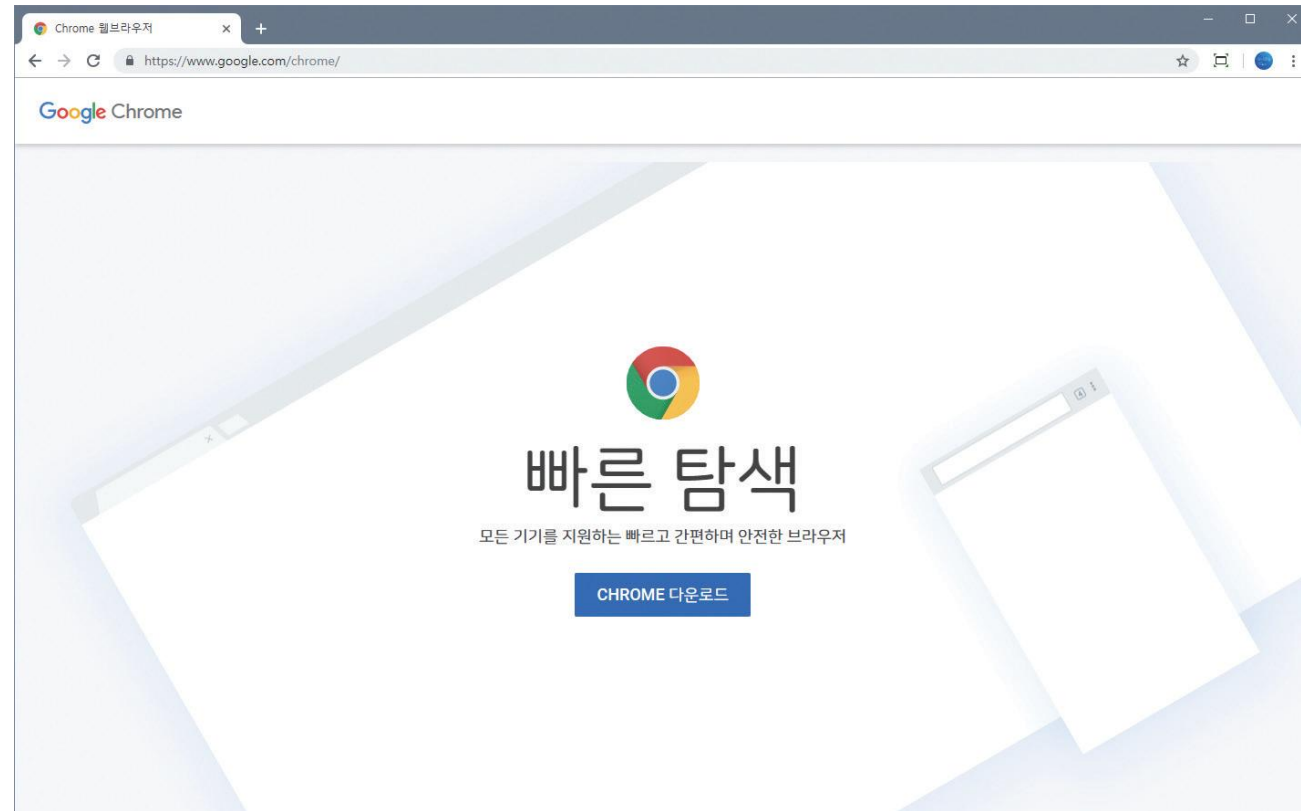 Chrome 웹브라우저
https://www.google.com/chrome/
Google Chrome
빠른 탐색
모든 기기를 지원하는 빠르고 간편하며 안전한 브라우저
CHROME 다운로드